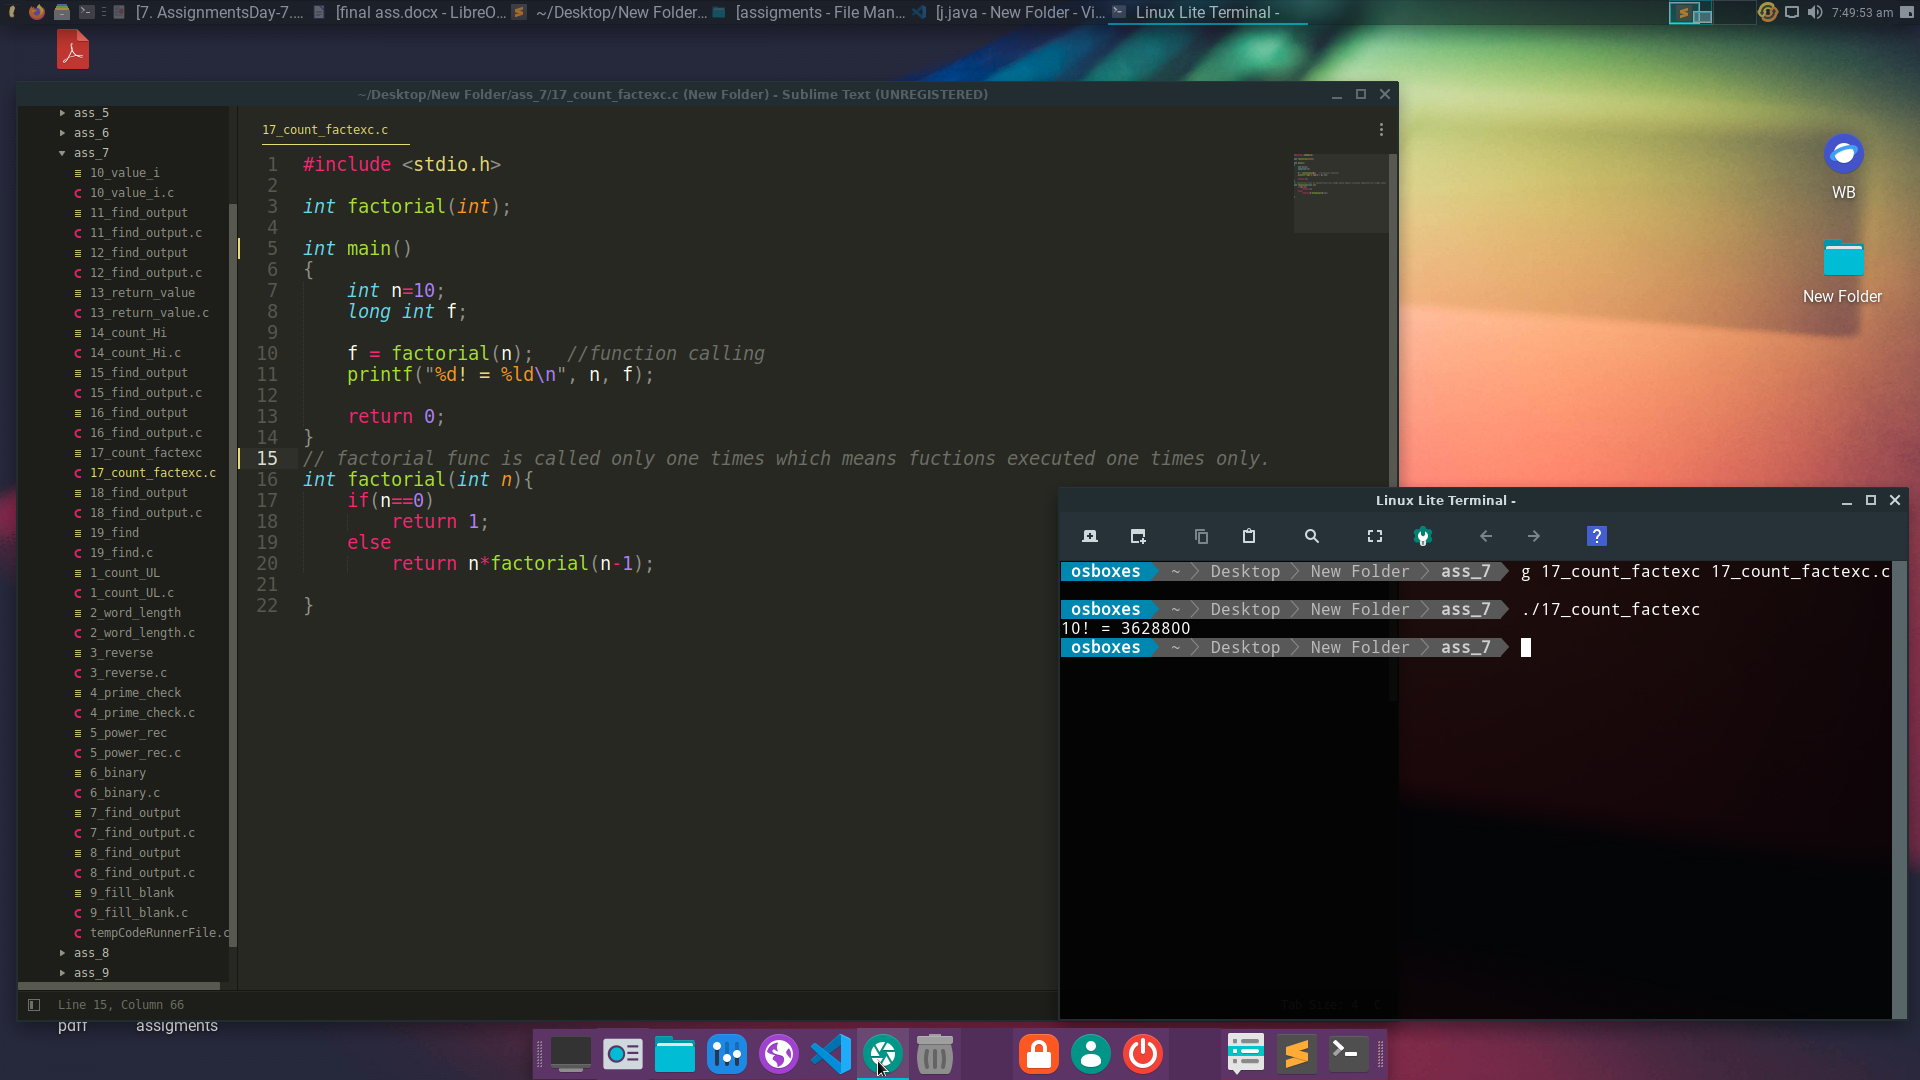 [7. AssignmentsDay-7....
[final ass.docx - LibreO...
~/Desktop/New Folder...
[assigments - File Man...
[j.java - New Folder - Vi...
Linux Lite Terminal -
7:49:53 am
~/Desktop/New Folder/ass_7/17_count_factexc.c (New Folder) - Sublime Text (UNREGISTERED)
ass_5
ass_6
ass_7
10_value_i
10_value_i.c
11_find_output
11_find_output.c
12_find_output
12_find_output.c
13_return_value
13_return_value.c
14_count_Hi
14_count_Hi.c
15_find_output
15_find_output.c
16_find_output
16_find_output.c
17_count_factexc
17_count_factexc.c
18_find_output
18_find_output.c
19_find
19_find.c
1_count_UL
1_count_UL.c
2_word_length
2_word_length.c
3_reverse
3_reverse.c
4_prime_check
4_prime_check.c
5_power_rec
5_power_rec.c
6_binary
6_binary.c
7_find_output
7_find_output.c
8_find_output
8_find_output.c
9_fill_blank
9_fill_blank.c
tempCodeRunnerFile.c
ass_8
ass_9
17_count_factexc.c
1 #include <stdio.h>
2
3 int factorial(int);
4
5 int main()
6 {
7 int n=10;
8 long int f;
9
10 f = factorial(n); //function calling
11 printf("%d! = %ld\n", n, f);
12
13 return 0;
14 }
15 // factorial func is called only one times which means fuctions executed one times only.
16 int factorial(int n){
17 if(n==0)
18 return 1;
19 else
20 return n*factorial(n-1);
21
22 }
Line 15, Column 66
Tab Size: 4 C
Linux Lite Terminal -
osboxes ~ Desktop New Folder ass_7 g 17_count_factexc 17_count_factexc.c
osboxes ~ Desktop New Folder ass_7 ./17_count_factexc
10! = 3628800
osboxes ~ Desktop New Folder ass_7
WB
New Folder
pdff
assigments